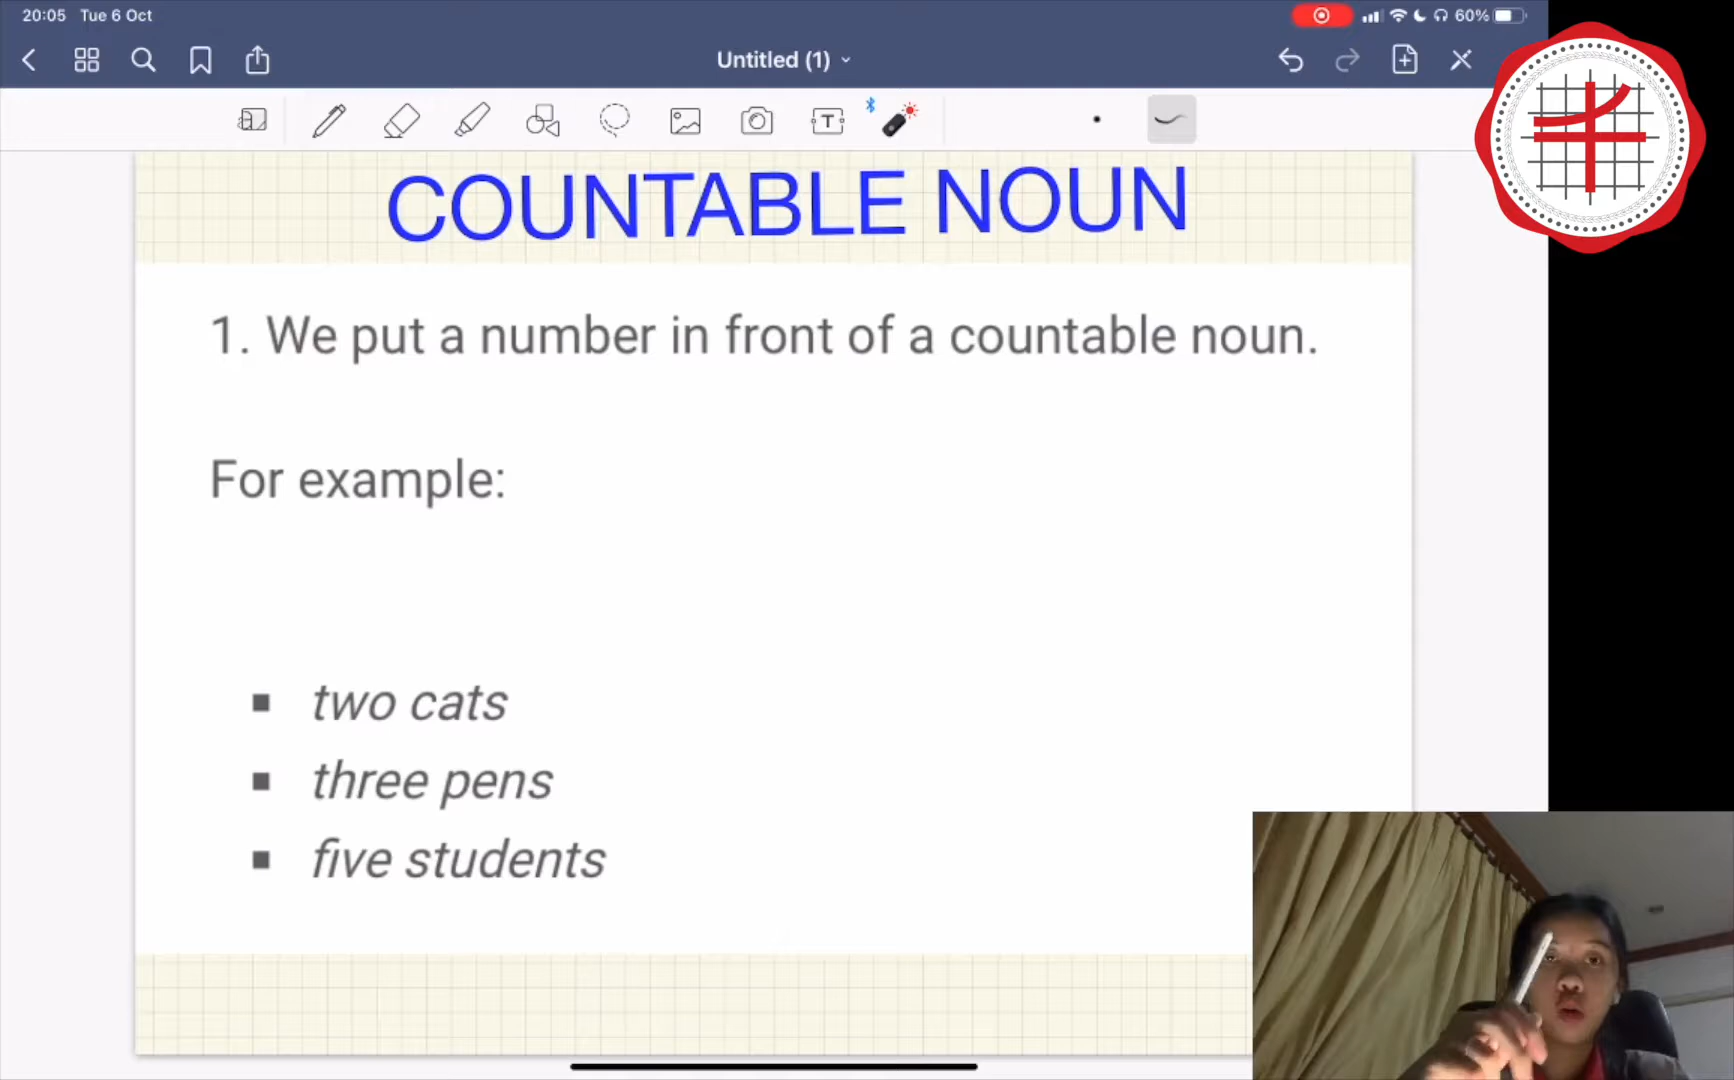 20:05 Tue 6 Oct
60%
Untitled (1)
T
COUNTABLE NOUN
1. We put a number in front of a countable noun.
For example:
▪ two cats
▪ three pens
▪ five students